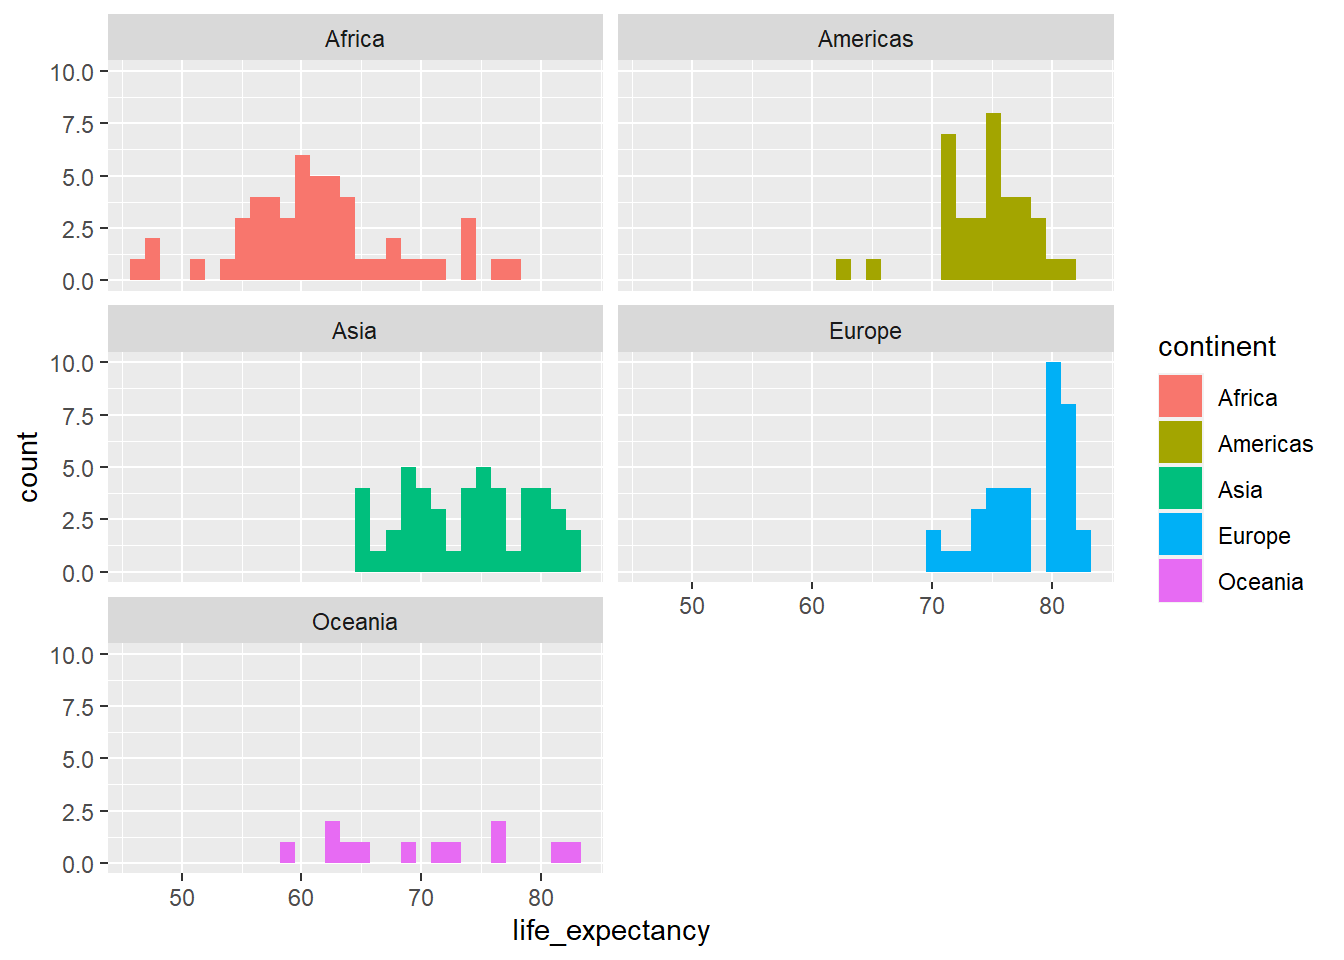 Africa
Americas
10.0
7.5
5.0
2.5
0.0
Asia
Europe
10.0
7.5
5.0
2.5
0.0
50 60 70 80
count
Oceania
10.0
7.5
5.0
2.5
0.0
50 60 70 80
life_expectancy
continent
Africa
Americas
Asia
Europe
Oceania